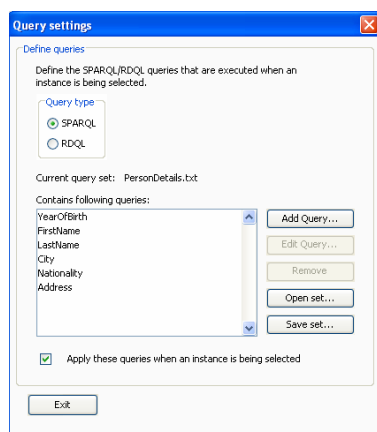 Query settings
Define queries
Define the SPARQL/RDQL queries that are executed when an
instance is being selected.
Query type
SPARQL
RDQL
Current query set: PersonDetails.txt
Contains following queries:
YearOfBirth
FirstName
LastName
City
Nationality
Address
Add Query...
Edit Query...
Remove
Open set...
Save set...
Apply these queries when an instance is being selected
Exit